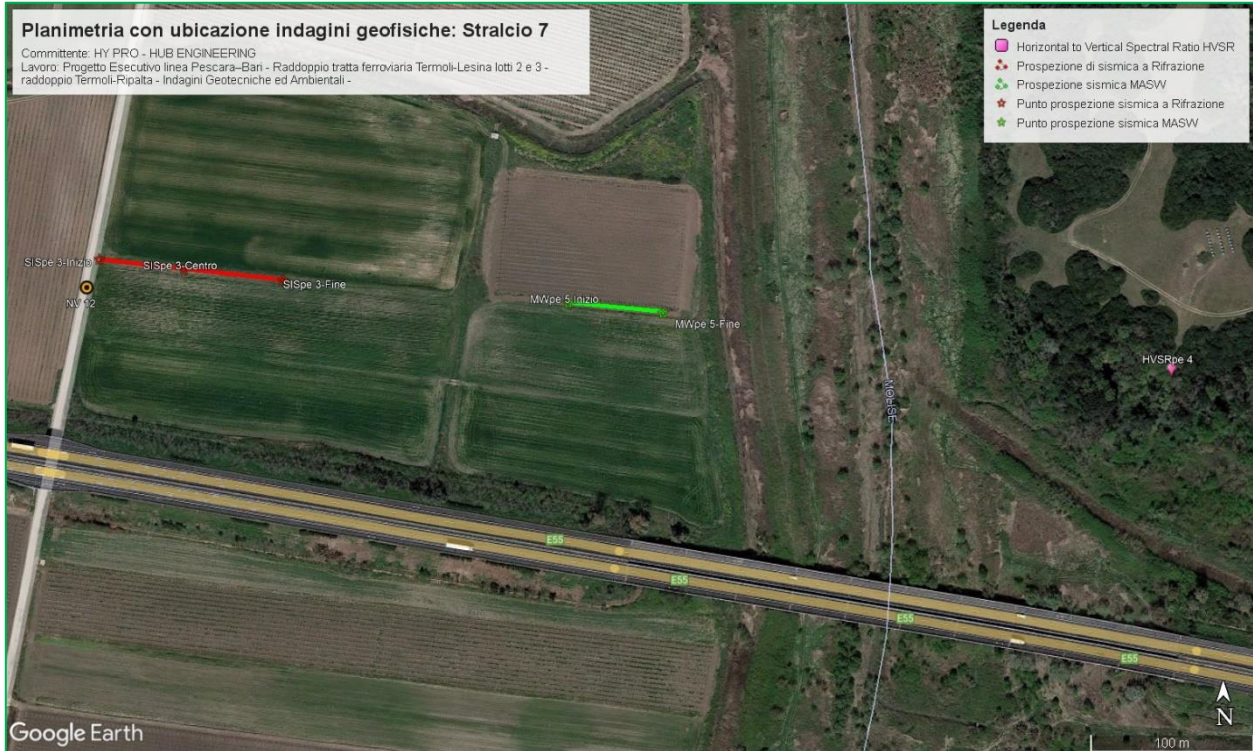 Planimetria con ubicazione indagini geofisiche: Stralcio 7
Committente: HY PRO - HUB ENGINEERING
Lavoro: Progetto Esecutivo linea Pescara–Bari - Raddoppio tratta ferroviaria Termoli-Lesina lotti 2 e 3 -
raddoppio Termoli-Ripalta - Indagini Geotecniche ed Ambientali -
Legenda
Horizontal to Vertical Spectral Ratio HVSR
Prospezione di sismica a Rifrazione
Prospezione sismica MASW
Punto prospezione sismica a Rifrazione
Punto prospezione sismica MASW
SISpe 3-Inizio
SISpe 3-Centro
SISpe 3-Fine
NV 12
MWpe 5-Inizio
MWpe 5-Fine
HVSRpe 4
MOLISE
E55
E55
E55
E55
N
100 m
Google Earth